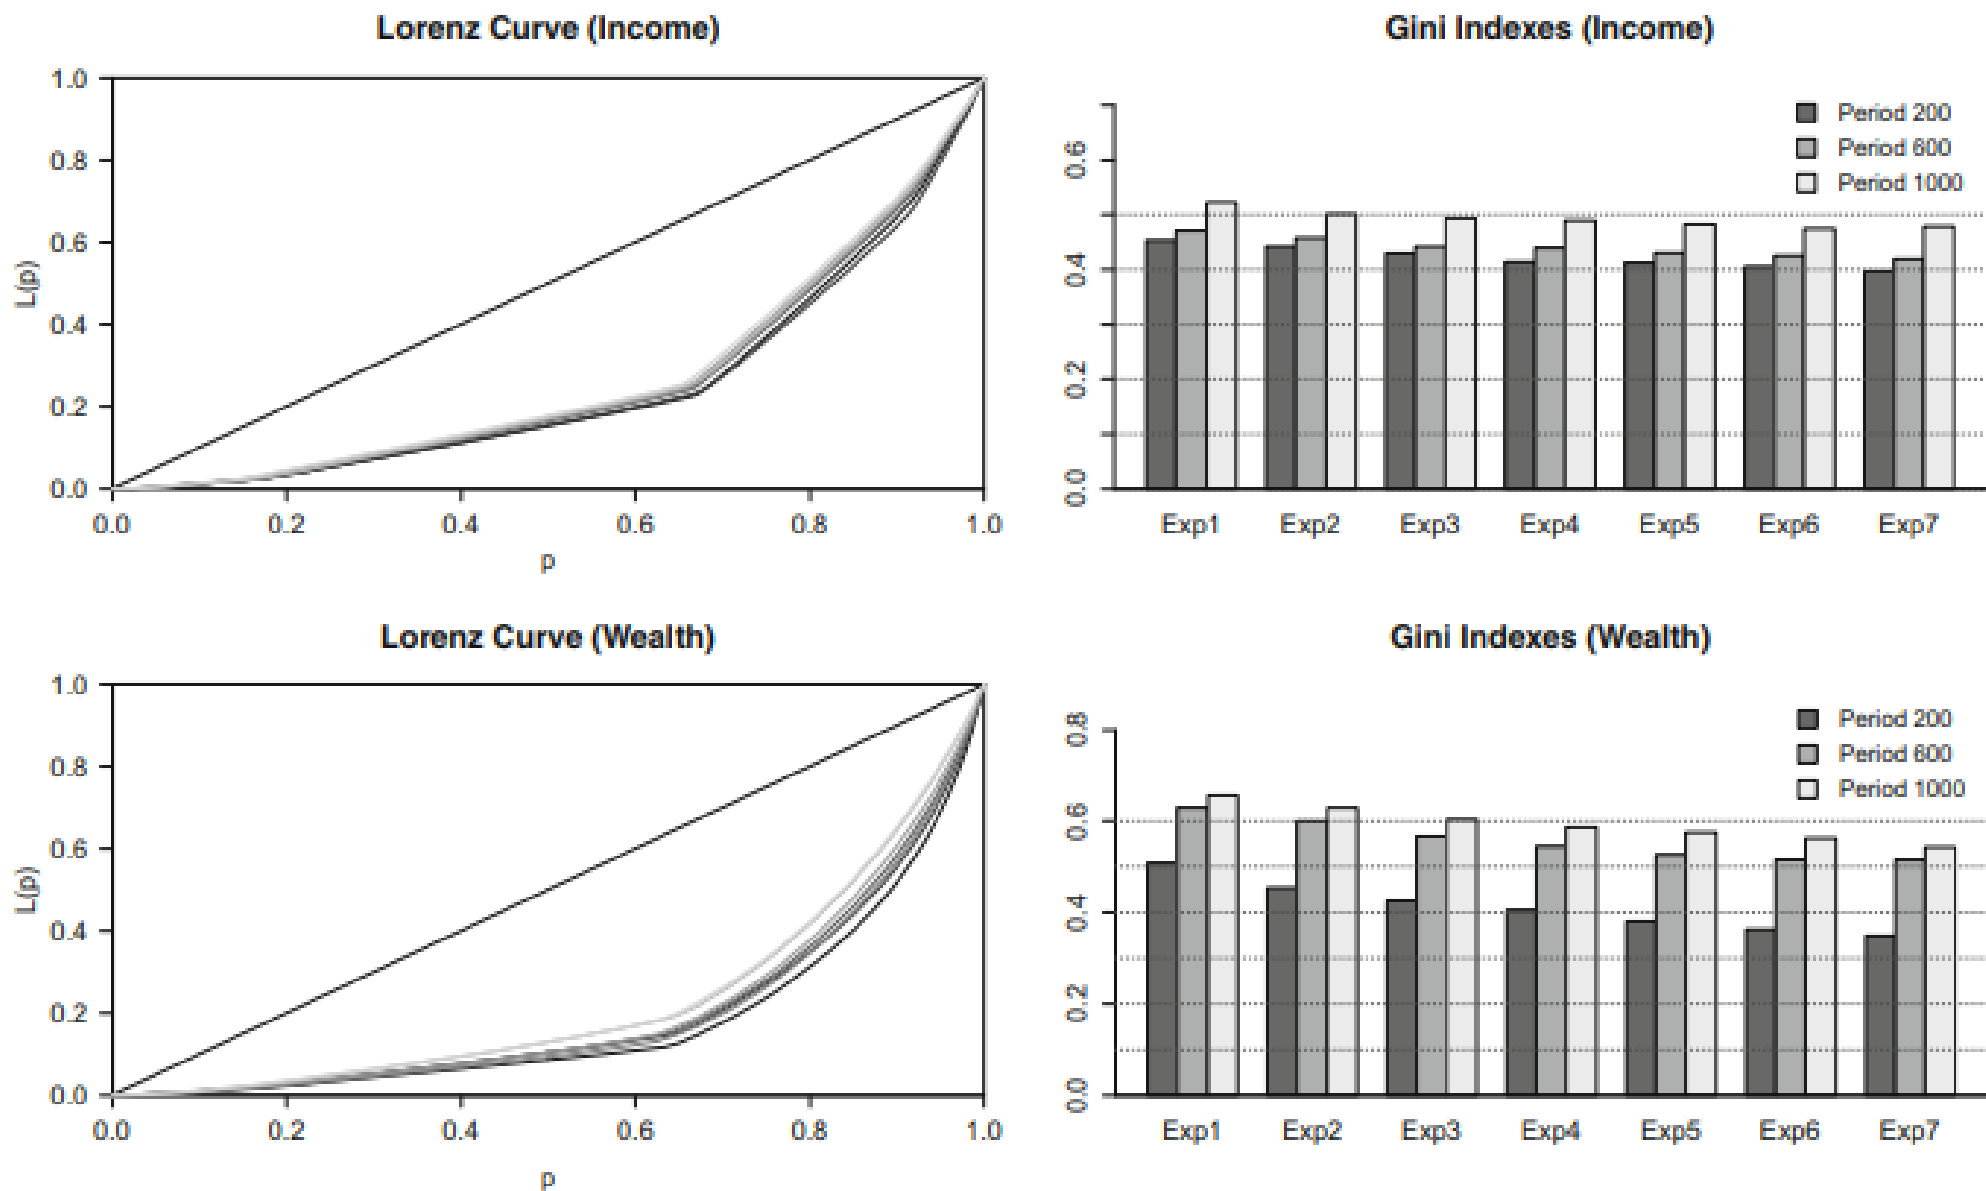 Lorenz Curve (Income)
1.0
0.8
0.6
0.4
0.2
0.0
L(p)
0.0 0.2 0.4 0.6 0.8 1.0
p
Gini Indexes (Income)
0.6
0.4
0.2
0.0
Period 200
Period 600
Period 1000
Exp1 Exp2 Exp3 Exp4 Exp5 Exp6 Exp7
Lorenz Curve (Wealth)
1.0
0.8
0.6
0.4
0.2
0.0
L(p)
0.0 0.2 0.4 0.6 0.8 1.0
p
Gini Indexes (Wealth)
0.8
0.6
0.4
0.2
0.0
Period 200
Period 600
Period 1000
Exp1 Exp2 Exp3 Exp4 Exp5 Exp6 Exp7